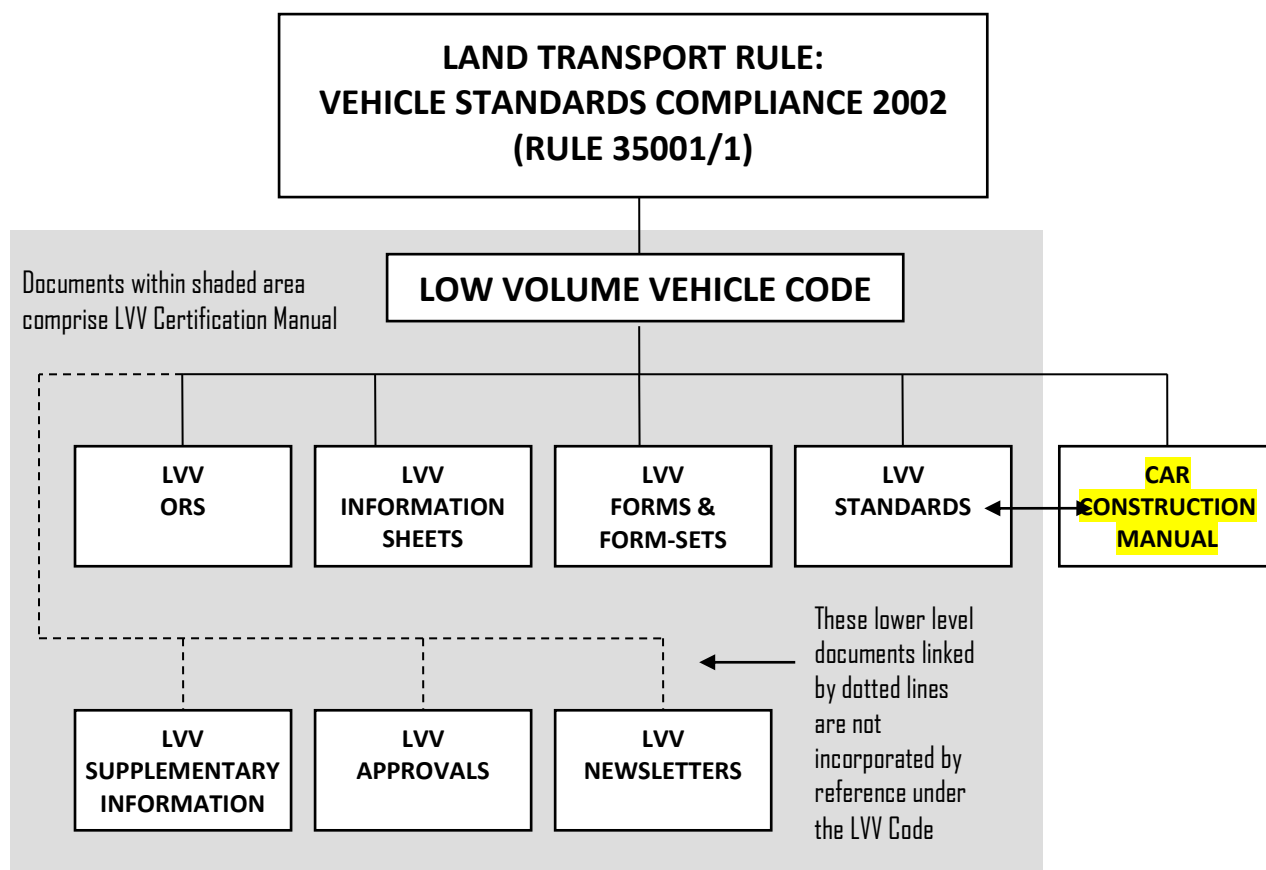 LAND TRANSPORT RULE:
VEHICLE STANDARDS COMPLIANCE 2002
(RULE 35001/1)
LOW VOLUME VEHICLE CODE
Documents within shaded area
comprise LVV Certification Manual
LVV
ORS
LVV
INFORMATION
SHEETS
LVV
FORMS &
FORM-SETS
LVV
STANDARDS
CAR
CONSTRUCTION
MANUAL
These lower level
documents linked
by dotted lines
are not
incorporated by
reference under
the LVV Code
LVV
SUPPLEMENTARY
INFORMATION
LVV
APPROVALS
LVV
NEWSLETTERS